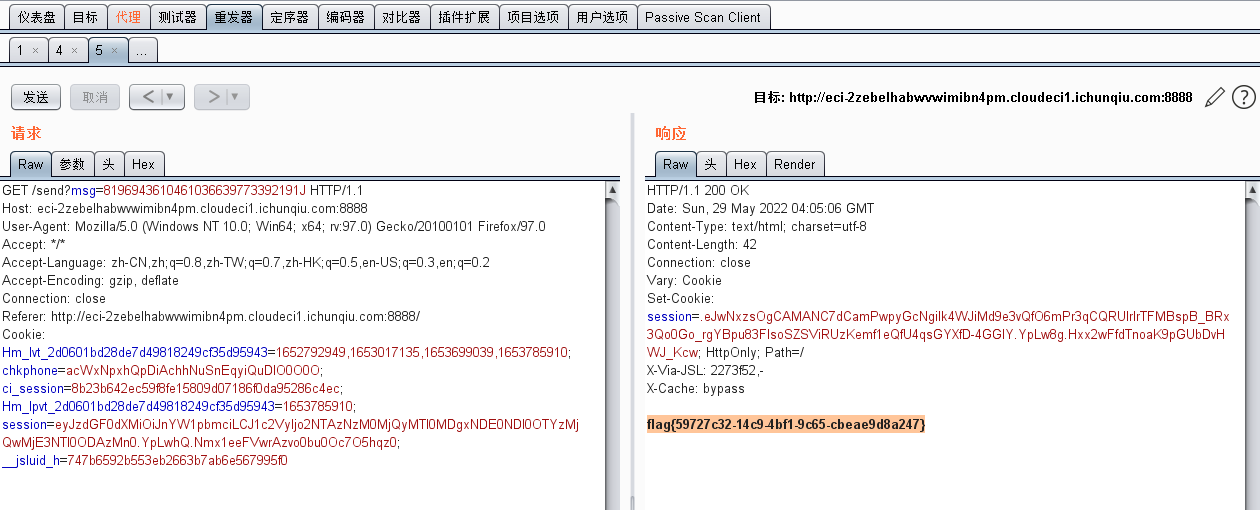 仪表盘 目标 代理 测试器 重发器 定序器 编码器 对比器 插件扩展 项目选项 用户选项 Passive Scan Client
1 × 4 × 5 × ...
发送 取消 < ▼ > ▼ 目标: http://eci-2zebelhabwvwimibn4pm.cloudeci1.ichunqiu.com:8888
请求
Raw 参数 头 Hex
GET /send?msg=8196943610461036639773392191J HTTP/1.1
Host: eci-2zebelhabwvwimibn4pm.cloudeci1.ichunqiu.com:8888
User-Agent: Mozilla/5.0 (Windows NT 10.0; Win64; x64; rv:97.0) Gecko/20100101 Firefox/97.0
Accept: */*
Accept-Language: zh-CN,zh;q=0.8,zh-TW;q=0.7,zh-HK;q=0.5,en-US;q=0.3,en;q=0.2
Accept-Encoding: gzip, deflate
Connection: close
Referer: http://eci-2zebelhabwvwimibn4pm.cloudeci1.ichunqiu.com:8888/
Cookie:
Hm_lvt_2d0601bd28de7d49818249cf35d95943=1652792949,1653017135,1653699039,1653785910;
chkphone=acWxNpxhQpDiAchhNuSnEqyiQuDIO0O0O;
ci_session=8b23b642ec59f8fe15809d07186f0da95286c4ec;
Hm_lpvt_2d0601bd28de7d49818249cf35d95943=1653785910;
session=eyJzdGF0dXMiOiJnYW1pbmciLCJ1c2VyIjo2NTAzNzM0MjQyMTI0MDgxNDE0NDI0OTYzMj
QwMjE3NTI0ODAzMn0.YpLwhQ.Nmx1eeFVwrAzvo0bu0Oc7O5hqz0;
__jsluid_h=747b6592b553eb2663b7ab6e567995f0
响应
Raw 头 Hex Render
HTTP/1.1 200 OK
Date: Sun, 29 May 2022 04:05:06 GMT
Content-Type: text/html; charset=utf-8
Content-Length: 42
Connection: close
Vary: Cookie
Set-Cookie:
session=.eJwNxzsOgCAMANC7dCamPwpyGcNgilk4WJiMd9e3vQfO6mPr3qCQRUlrlrTFMBspB_BRx
3Qo0Go_rgYBpu83FIsoSZSViRUzKemf1eQfU4qsGYXfD-4GGlY.YpLw8g.Hxx2wFfdTnoaK9pGUbDvH
WJ_Kcw; HttpOnly; Path=/
X-Via-JSL: 2273f52,-
X-Cache: bypass
flag{59727c32-14c9-4bf1-9c65-cbeae9d8a247}